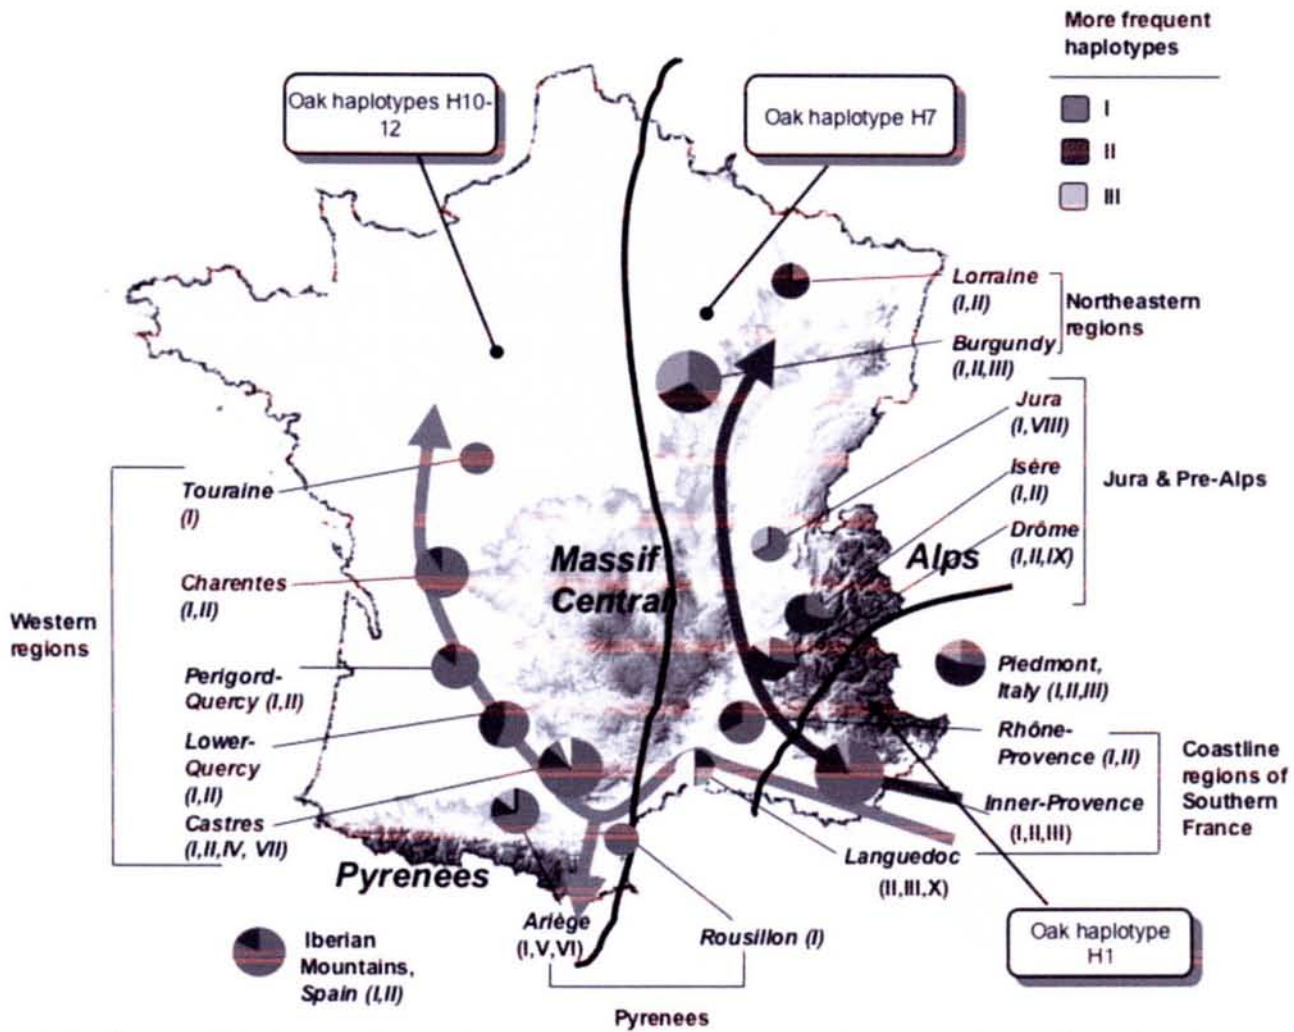 More frequent
haplotypes
I
II
III
Oak haplotypes H10-
12
Oak haplotype H7
Lorraine
(I,II)
Northeastern
regions
Burgundy
(I,II,III)
Jura
(I,VIII)
Isère
(I,II)
Drôme
(I,II,IX)
Jura & Pre-Alps
Touraine
(I)
Charentes
(I,II)
Western
regions
Perigord-
Quercy (I,II)
Lower-
Quercy
(I,II)
Castres
(I,II,IV, VII)
Massif
Central
Alps
Piedmont,
Italy (I,II,III)
Rhône-
Provence (I,II)
Coastline
regions of
Southern
France
Inner-Provence
(I,II,III)
Languedoc
(II,III,X)
Pyrenees
Ariège
(I,V,VI)
Rousillon (I)
Oak haplotype
H1
Iberian
Mountains,
Spain (I,II)
Pyrenees